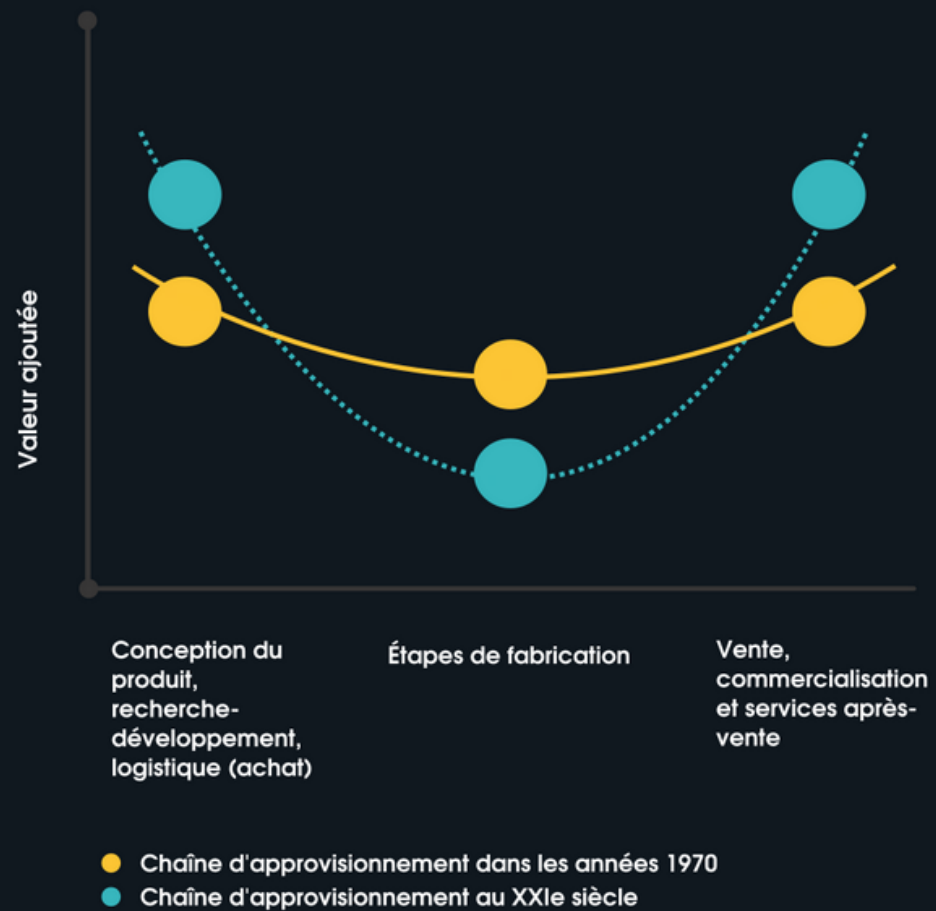 Valeur ajoutée
Conception du
produit,
recherche-
développement,
logistique (achat)
Étapes de fabrication
Vente,
commercialisation
et services après-
vente
Chaîne d'approvisionnement dans les années 1970
Chaîne d'approvisionnement au XXIe siècle